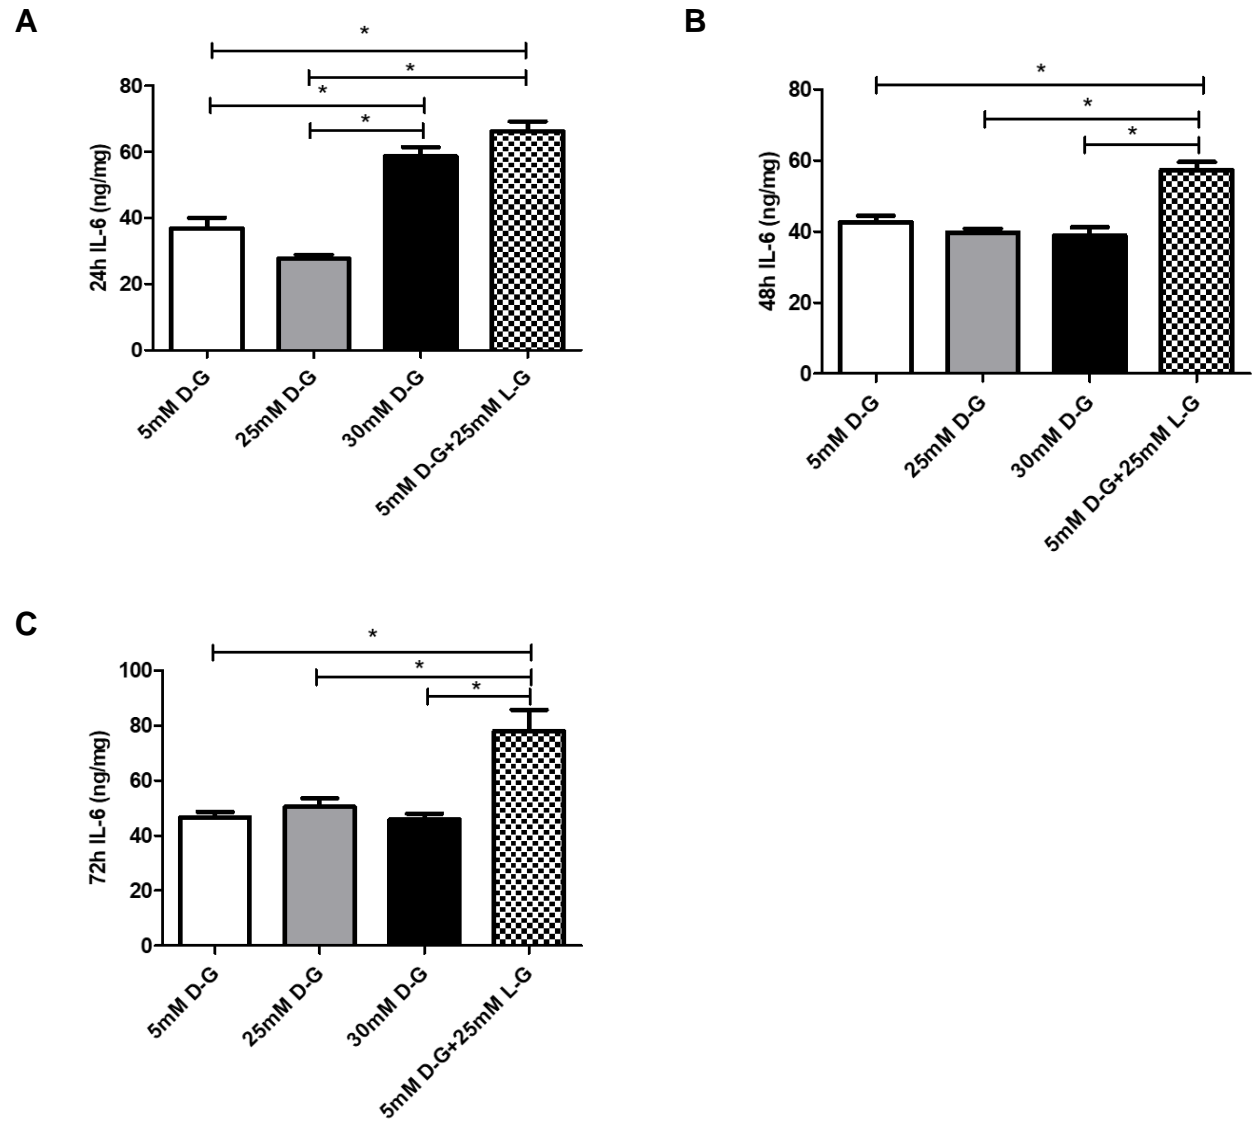 A
*
*
*
*
24h IL-6 (ng/mg)
80
60
40
20
0
5mM D-G
25mM D-G
30mM D-G
5mM D-G+25mM L-G
B
*
*
*
48h IL-6 (ng/mg)
80
60
40
20
0
5mM D-G
25mM D-G
30mM D-G
5mM D-G+25mM L-G
C
*
*
*
72h IL-6 (ng/mg)
100
80
60
40
20
0
5mM D-G
25mM D-G
30mM D-G
5mM D-G+25mM L-G